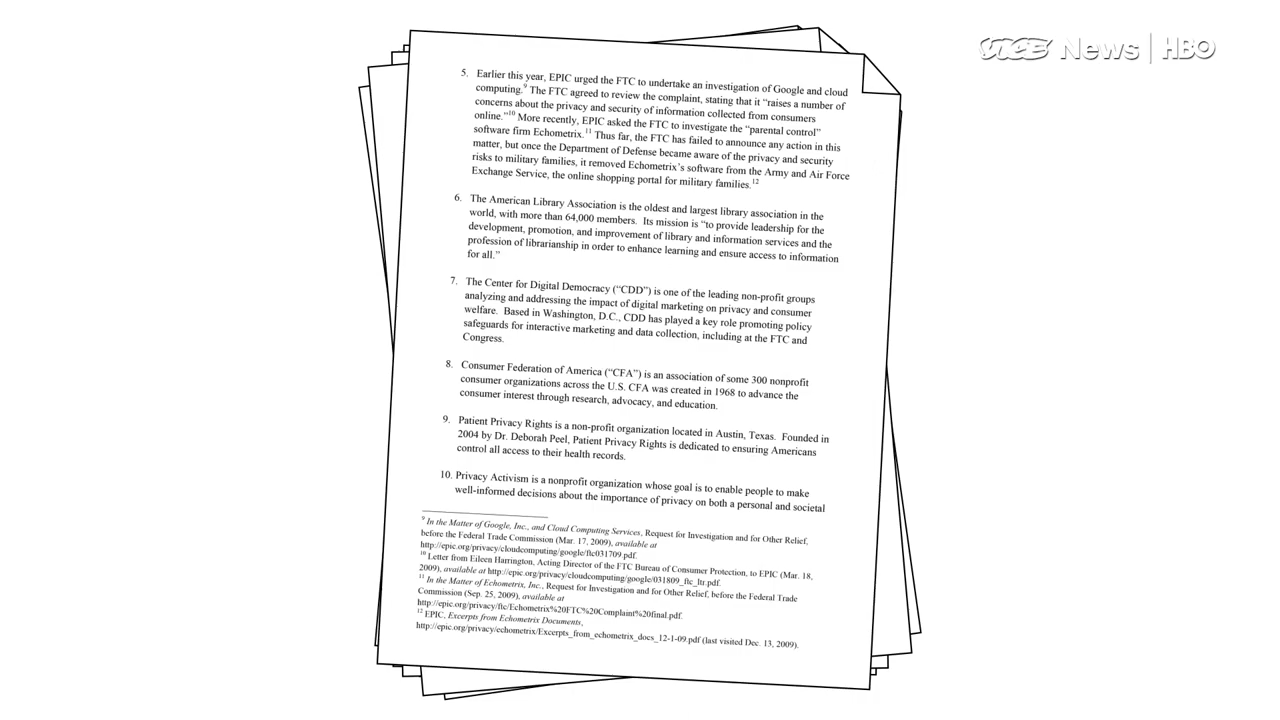 VICE News | HBO
5. Earlier this year, EPIC urged the FTC to undertake an investigation of Google and cloud
computing.⁹ The FTC agreed to review the complaint, stating that it “raises a number of
concerns about the privacy and security of information collected from consumers
online.”¹⁰ More recently, EPIC asked the FTC to investigate the “parental control”
software firm Echometrix.¹¹ Thus far, the FTC has failed to announce any action in this
matter, but once the Department of Defense became aware of the privacy and security
risks to military families, it removed Echometrix’s software from the Army and Air Force
Exchange Service, the online shopping portal for military families.¹²
6. The American Library Association is the oldest and largest library association in the
world, with more than 64,000 members. Its mission is “to provide leadership for the
development, promotion, and improvement of library and information services and the
profession of librarianship in order to enhance learning and ensure access to information
for all.”
7. The Center for Digital Democracy (“CDD”) is one of the leading non-profit groups
analyzing and addressing the impact of digital marketing on privacy and consumer
welfare. Based in Washington, D.C., CDD has played a key role promoting policy
safeguards for interactive marketing and data collection, including at the FTC and
Congress.
8. Consumer Federation of America (“CFA”) is an association of some 300 nonprofit
consumer organizations across the U.S. CFA was created in 1968 to advance the
consumer interest through research, advocacy, and education.
9. Patient Privacy Rights is a non-profit organization located in Austin, Texas. Founded in
2004 by Dr. Deborah Peel, Patient Privacy Rights is dedicated to ensuring Americans
control all access to their health records.
10. Privacy Activism is a nonprofit organization whose goal is to enable people to make
well-informed decisions about the importance of privacy on both a personal and societal
⁹ In the Matter of Google, Inc., and Cloud Computing Services, Request for Investigation and for Other Relief,
before the Federal Trade Commission (Mar. 17, 2009), available at
http://epic.org/privacy/cloudcomputing/google/ftc031709.pdf.
¹⁰ Letter from Eileen Harrington, Acting Director of the FTC Bureau of Consumer Protection, to EPIC (Mar. 18,
2009), available at http://epic.org/privacy/cloudcomputing/google/031809_ftc_ltr.pdf.
¹¹ In the Matter of Echometrix, Inc., Request for Investigation and for Other Relief, before the Federal Trade
Commission (Sep. 25, 2009), available at
http://epic.org/privacy/ftc/Echometrix%20FTC%20Complaint%20final.pdf.
¹² EPIC, Excerpts from Echometrix Documents,
http://epic.org/privacy/echometrix/Excerpts_from_echometrix_docs_12-1-09.pdf (last visited Dec. 13, 2009).